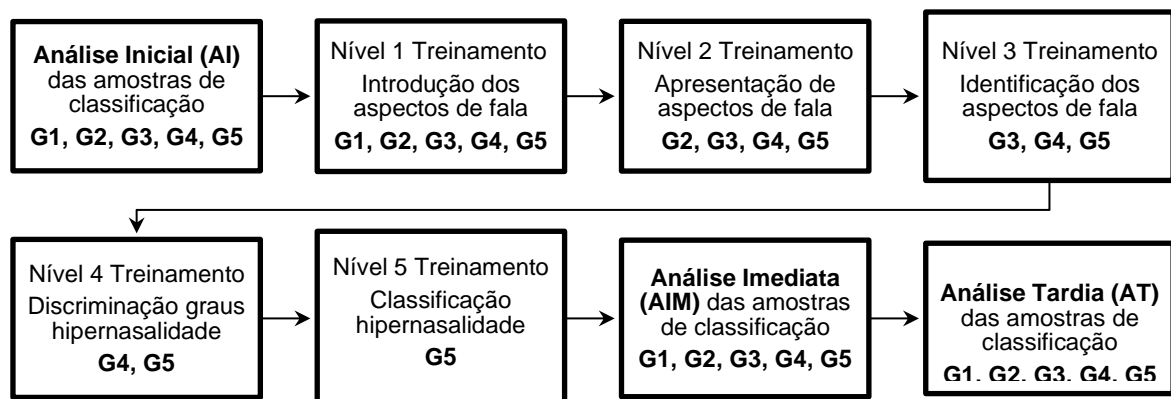 Análise Inicial (AI)
das amostras de
classificação
G1, G2, G3, G4, G5
Nível 1 Treinamento
Introdução dos
aspectos de fala
G1, G2, G3, G4, G5
Nível 2 Treinamento
Apresentação de
aspectos de fala
G2, G3, G4, G5
Nível 3 Treinamento
Identificação dos
aspectos de fala
G3, G4, G5
Nível 4 Treinamento
Discriminação graus
hipernasalidade
G4, G5
Nível 5 Treinamento
Classificação
hipernasalidade
G5
Análise Imediata
(AIM) das amostras
de classificação
G1, G2, G3, G4, G5
Análise Tardia (AT)
das amostras de
classificação
G1, G2, G3, G4, G5